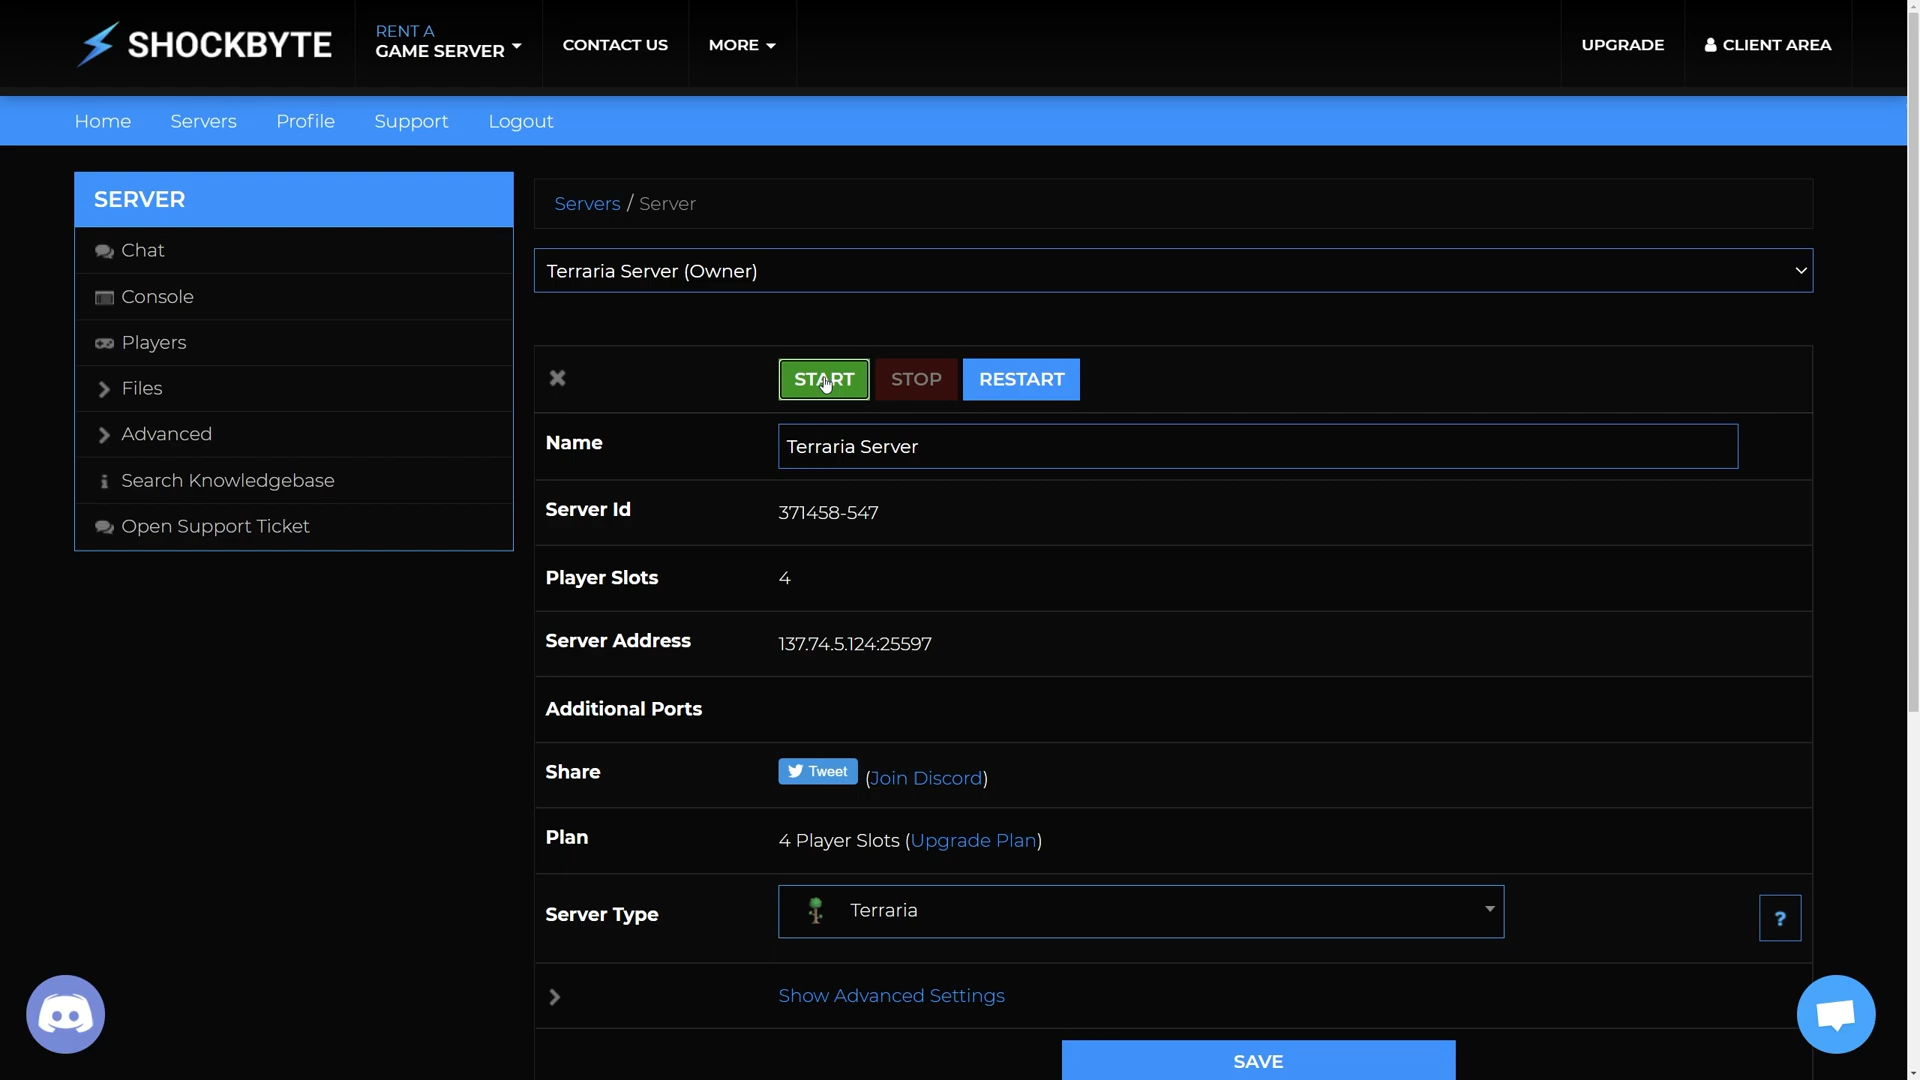 SHOCKBYTE
RENT A
GAME SERVER
CONTACT US
MORE
UPGRADE
CLIENT AREA
Home
Servers
Profile
Support
Logout
SERVER
Chat
Console
Players
Files
Advanced
Search Knowledgebase
Open Support Ticket
Servers / Server
Terraria Server (Owner)
START
STOP
RESTART
Name
Terraria Server
Server Id
371458-547
Player Slots
4
Server Address
137.74.5.124:25597
Additional Ports
Share
Tweet
(Join Discord)
Plan
4 Player Slots (Upgrade Plan)
Server Type
Terraria
?
Show Advanced Settings
SAVE